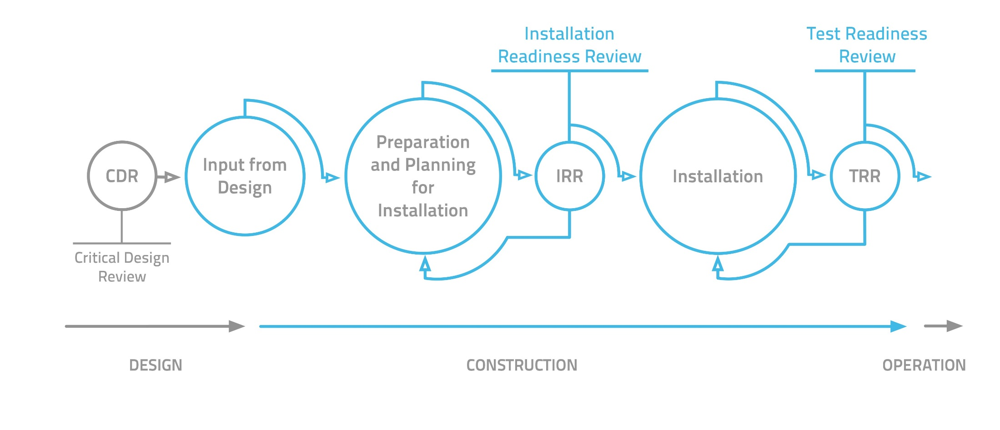 Installation
Readiness Review
Test Readiness
Review
CDR
Input from
Design
Preparation
and Planning
for
Installation
IRR
Installation
TRR
Critical Design
Review
DESIGN
CONSTRUCTION
OPERATION